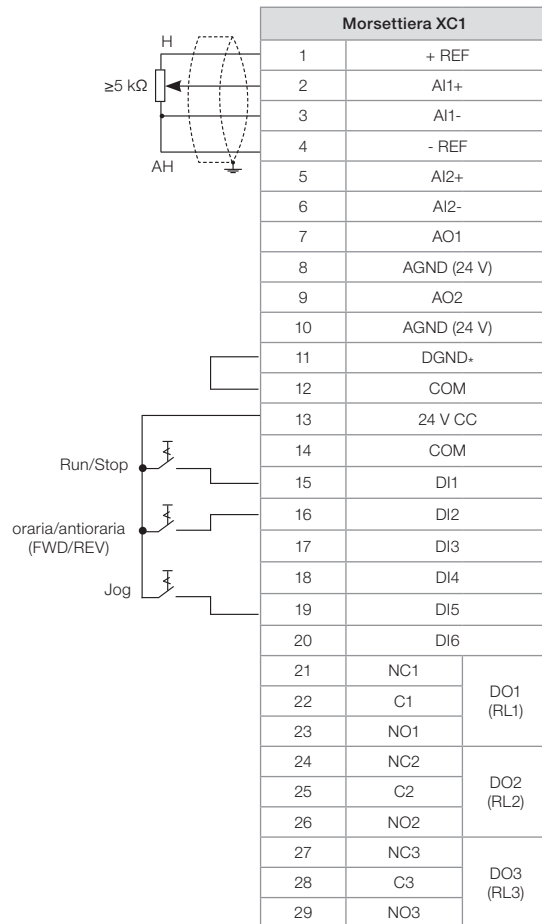 Morsettiera XC1
H
1 + REF
≥5 kΩ
2 AI1+
3 AI1-
4 - REF
AH
5 AI2+
6 AI2-
7 AO1
8 AGND (24 V)
9 AO2
10 AGND (24 V)
11 DGND*
12 COM
13 24 V CC
14 COM
Run/Stop
15 DI1
16 DI2
oraria/antioraria
(FWD/REV)
17 DI3
18 DI4
Jog
19 DI5
20 DI6
21 NC1
22 C1
23 NO1
DO1
(RL1)
24 NC2
25 C2
26 NO2
DO2
(RL2)
27 NC3
28 C3
29 NO3
DO3
(RL3)